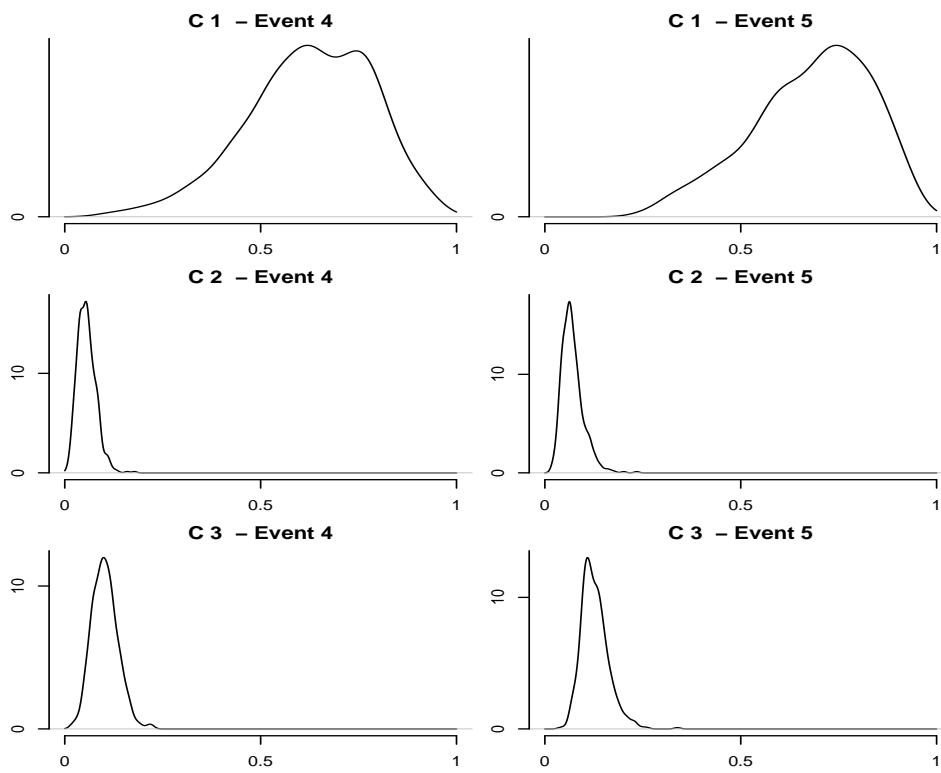 C 1 – Event 4
0
0 0.5 1
C 1 – Event 5
0
0 0.5 1
C 2 – Event 4
10
0
0 0.5 1
C 2 – Event 5
10
0
0 0.5 1
C 3 – Event 4
10
0
0 0.5 1
C 3 – Event 5
10
0
0 0.5 1